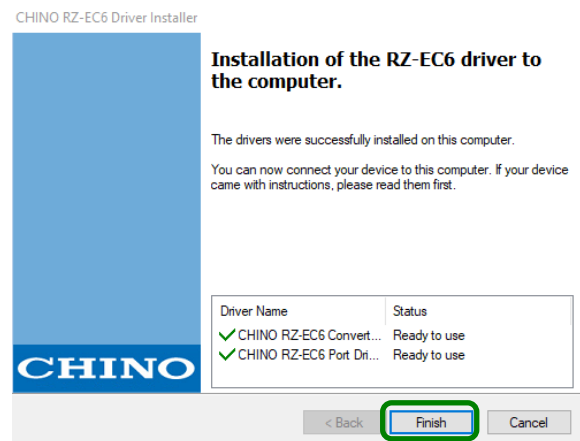 CHINO RZ-EC6 Driver Installer
Installation of the RZ-EC6 driver to
the computer.
The drivers were successfully installed on this computer.
You can now connect your device to this computer. If your device
came with instructions, please read them first.
Driver Name Status
CHINO RZ-EC6 Convert... Ready to use
CHINO RZ-EC6 Port Dri... Ready to use
CHINO
< Back Finish Cancel